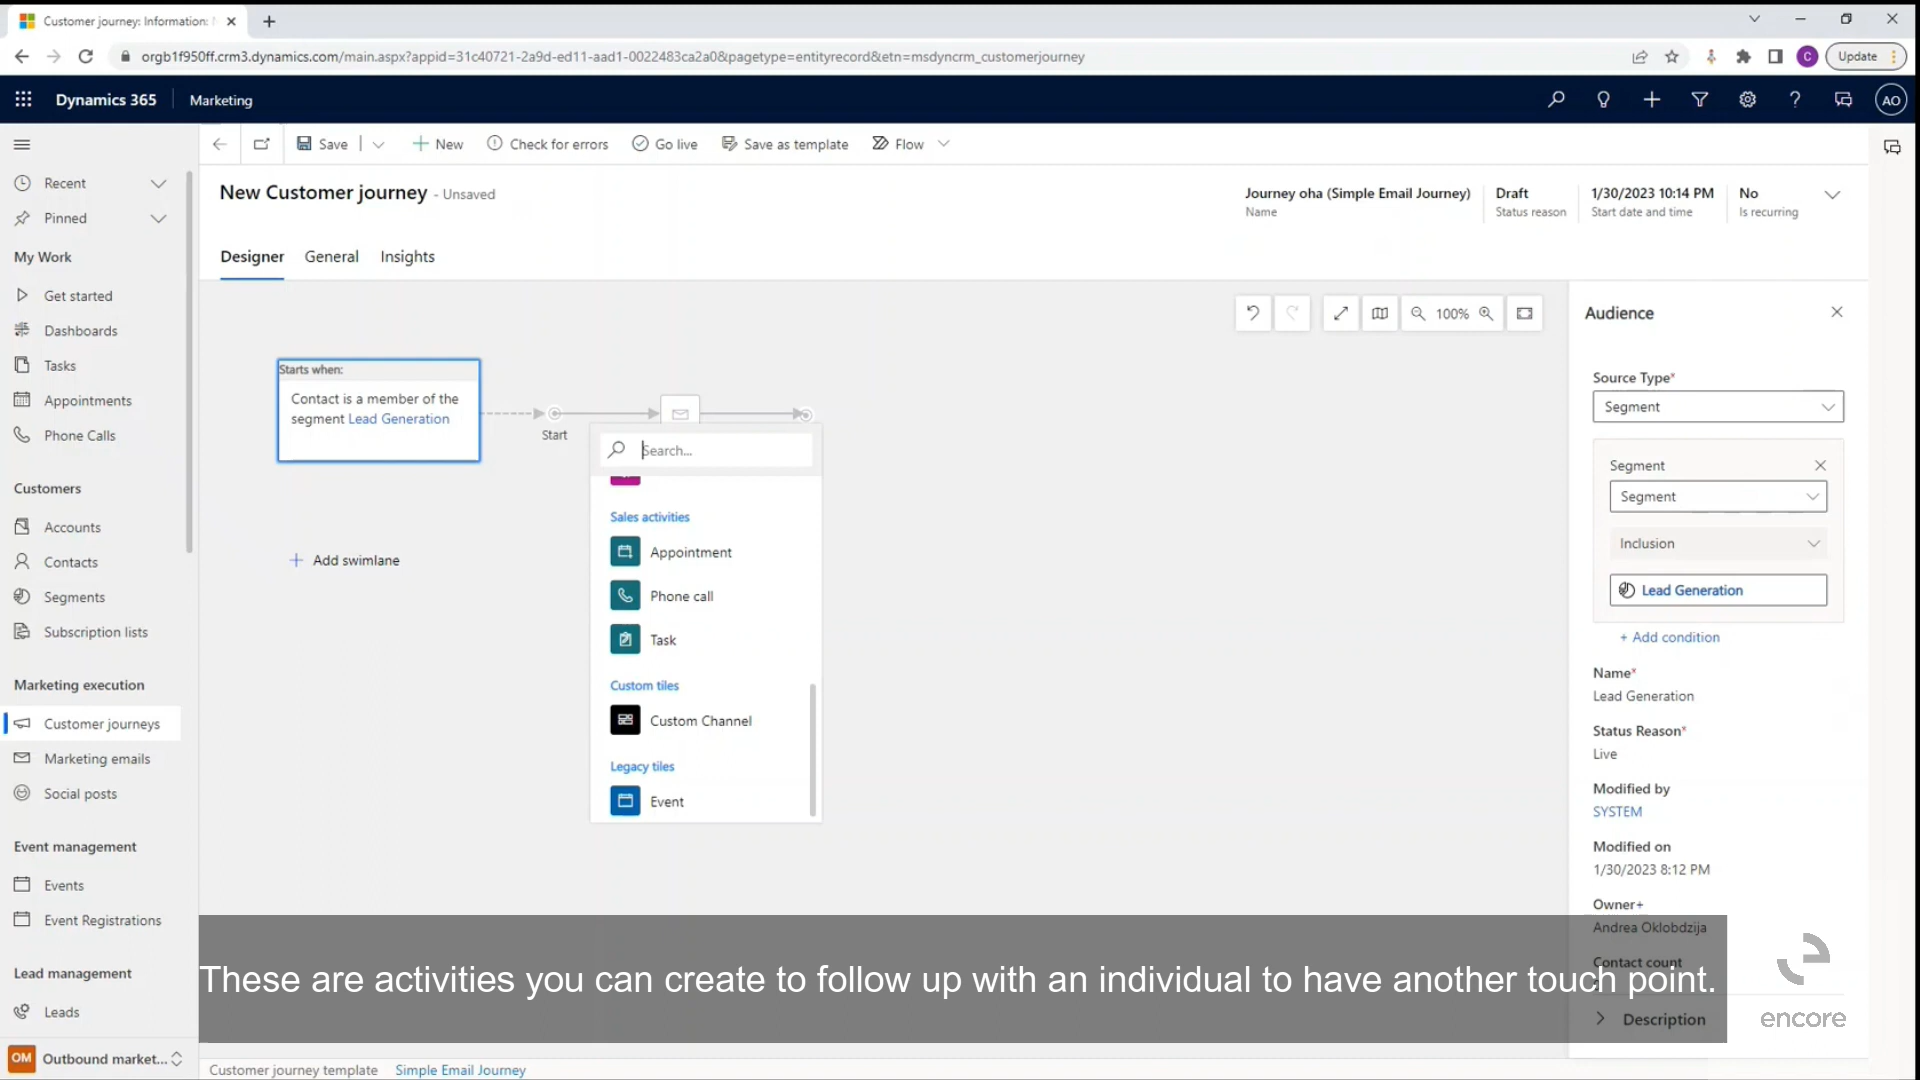 Customer journey: Information:
orgb1f950ff.crm3.dynamics.com/main.aspx?appid=31c40721-2a9d-ed11-aad1-0022483ca2a0&pagetype=entityrecord&etn=msdyncrm_customerjourney
C
Update
Dynamics 365
Marketing
AO
Save
New
Check for errors
Go live
Save as template
Flow
Recent
Pinned
My Work
Get started
Dashboards
Tasks
Appointments
Phone Calls
Customers
Accounts
Contacts
Segments
Subscription lists
Marketing execution
Customer journeys
Marketing emails
Social posts
Event management
Events
Event Registrations
Lead management
Leads
OM
Outbound market...
New Customer journey - Unsaved
Journey oha (Simple Email Journey)
Name
Draft
Status reason
1/30/2023 10:14 PM
Start date and time
No
Is recurring
Designer
General
Insights
100%
Starts when:
Contact is a member of the
segment Lead Generation
Start
Add swimlane
Search...
Sales activities
Appointment
Phone call
Task
Custom tiles
Custom Channel
Legacy tiles
Event
Audience
Source Type*
Segment
Segment
Segment
Inclusion
Lead Generation
+ Add condition
Name*
Lead Generation
Status Reason*
Live
Modified by
SYSTEM
Modified on
1/30/2023 8:12 PM
Owner+
Andrea Oklobdzija
Contact count
Description
These are activities you can create to follow up with an individual to have another touch point.
encore
Customer journey template
Simple Email Journey